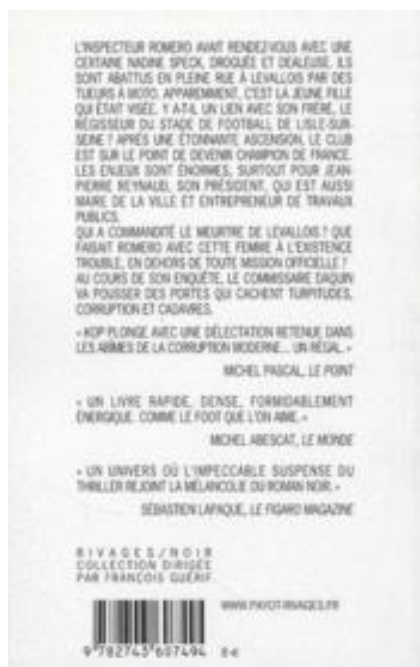 L'INSPECTEUR ROMERO AVAIT RENDEZ-VOUS AVEC UNE
CERTAINE NADINE SPECK, DROGUÉE ET DEALEUSE. ILS
SONT ABATTUS EN PLEINE RUE À LEVALLOIS PAR DES
TUEURS À MOTO. APPAREMMENT, C'EST LA JEUNE FILLE
QUI ÉTAIT VISÉE. Y A-T-IL UN LIEN AVEC SON FRÈRE, LE
RÉGISSEUR DU STADE DE FOOTBALL DE LISLE-SUR-
SEINE ? APRÈS UNE ÉTONNANTE ASCENSION, LE CLUB
EST SUR LE POINT DE DEVENIR CHAMPION DE FRANCE.
LES ENJEUX SONT ÉNORMES, SURTOUT POUR JEAN-
PIERRE REYNAUD, SON PRÉSIDENT, QUI EST AUSSI
MAIRE DE LA VILLE ET ENTREPRENEUR DE TRAVAUX
PUBLICS.
QUI A COMMANDITÉ LE MEURTRE DE LEVALLOIS ? QUE
FAISAIT ROMERO AVEC CETTE FEMME À L'EXISTENCE
TROUBLE, EN DEHORS DE TOUTE MISSION OFFICIELLE ?
AU COURS DE SON ENQUÊTE, LE COMMISSAIRE DAQUIN
VA POUSSER DES PORTES QUI CACHENT TURPITUDES,
CORRUPTION ET CADAVRES.
« KOP PLONGE AVEC UNE DÉLECTATION RETENUE DANS
LES ABÎMES DE LA CORRUPTION MODERNE... UN RÉGAL. »
MICHEL PASCAL, LE POINT
« UN LIVRE RAPIDE, DENSE, FORMIDABLEMENT
ÉNERGIQUE. COMME LE FOOT QUE L'ON AIME. »
MICHEL ABESCAT, LE MONDE
« UN UNIVERS OÙ L'IMPECCABLE SUSPENSE DU
THRILLER REJOINT LA MÉLANCOLIE DU ROMAN NOIR. »
SÉBASTIEN LAPAQUE, LE FIGARO MAGAZINE
RIVAGES/NOIR
COLLECTION DIRIGÉE
PAR FRANÇOIS GUÉRIF
WWW.PAYOT-RIVAGES.FR
9 782743 607494 8 €